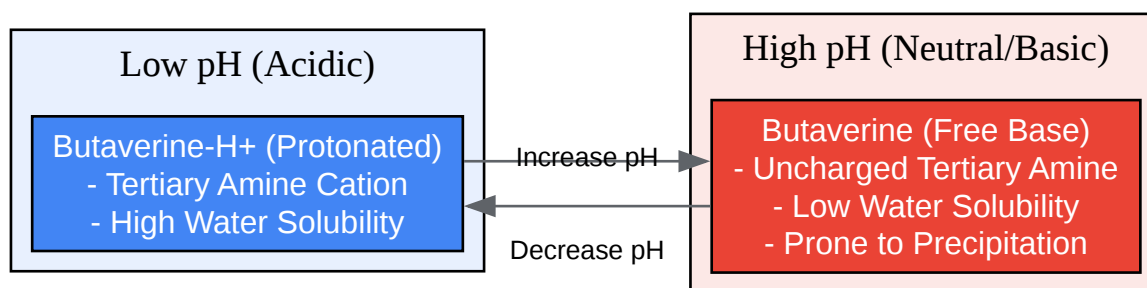 Low pH (Acidic)
Butaverine-H+ (Protonated)
- Tertiary Amine Cation
- High Water Solubility
Increase pH
Decrease pH
High pH (Neutral/Basic)
Butaverine (Free Base)
- Uncharged Tertiary Amine
- Low Water Solubility
- Prone to Precipitation